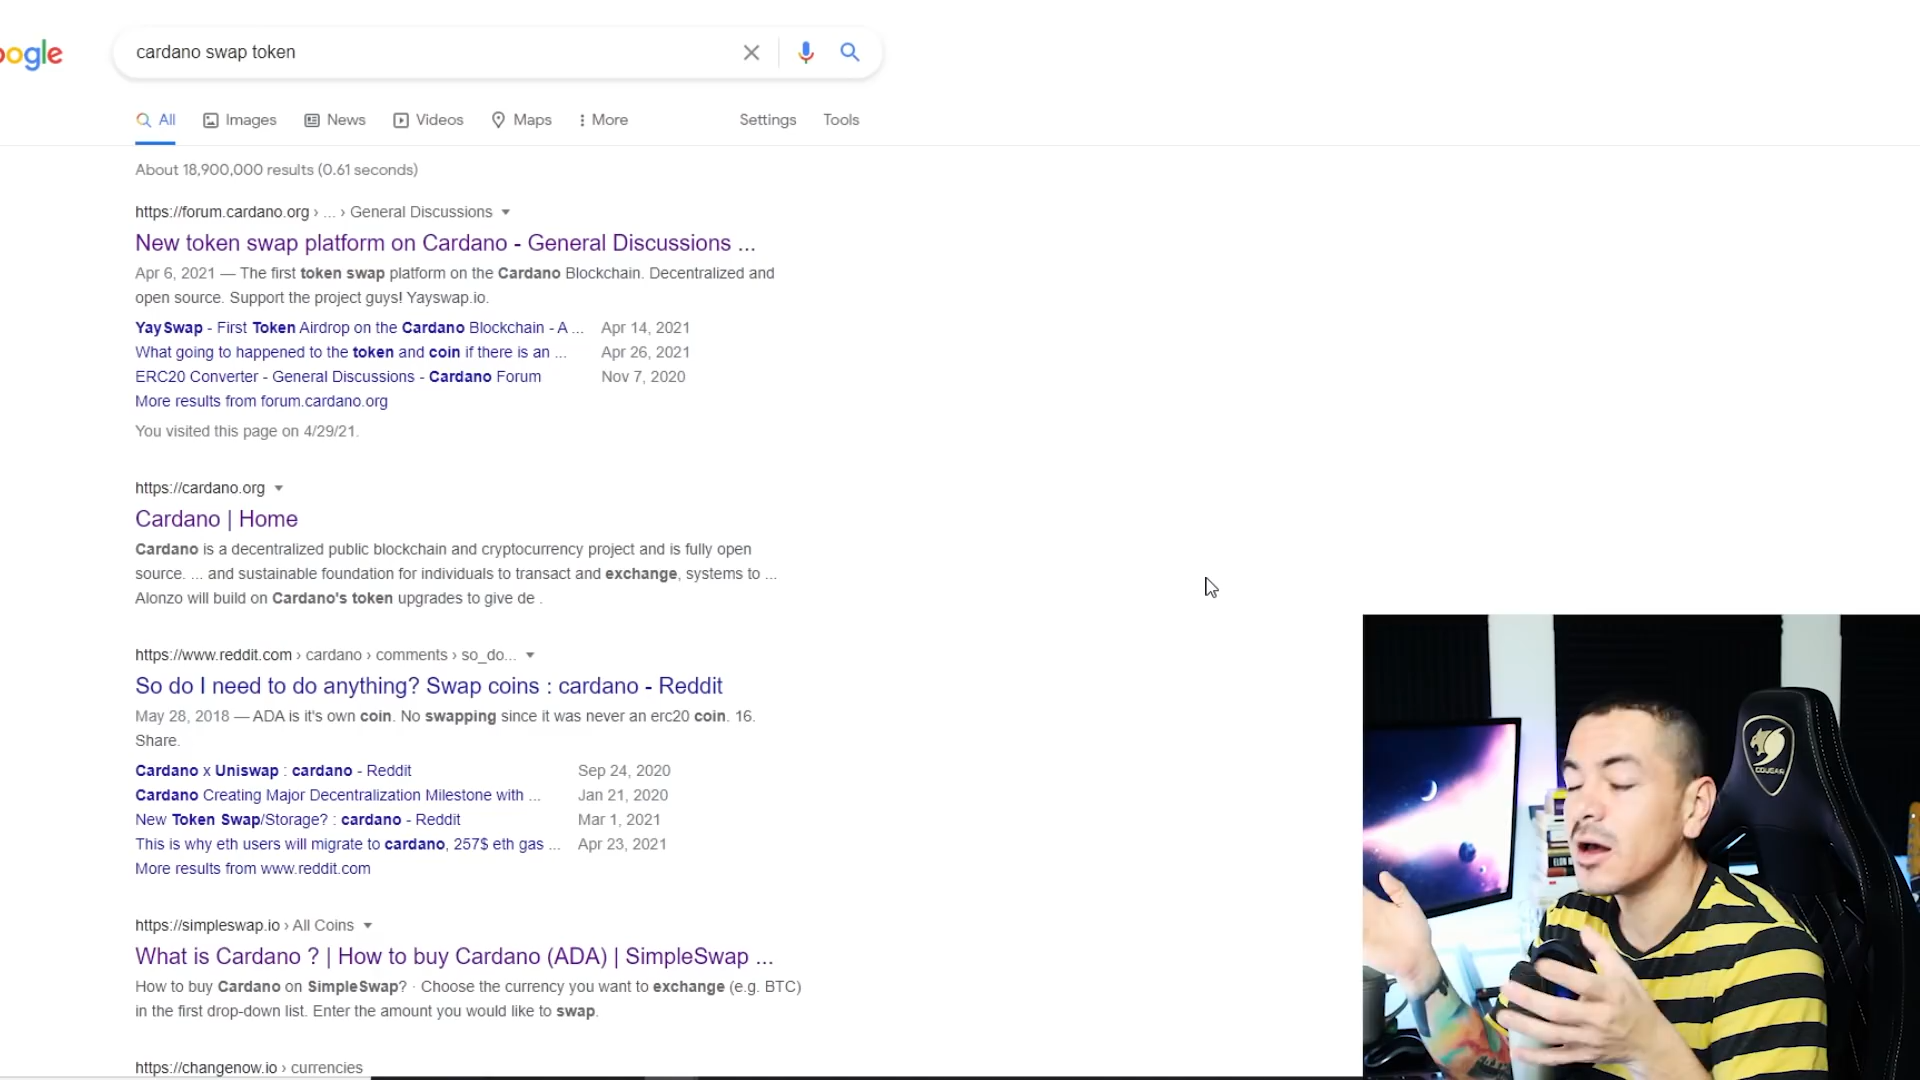 oogle
cardano swap token
All Images News Videos Maps More Settings Tools
About 18,900,000 results (0.61 seconds)
https://forum.cardano.org › ... › General Discussions
New token swap platform on Cardano - General Discussions ...
Apr 6, 2021 — The first token swap platform on the Cardano Blockchain. Decentralized and
open source. Support the project guys! Yayswap.io.
YaySwap - First Token Airdrop on the Cardano Blockchain - A ... Apr 14, 2021
What going to happened to the token and coin if there is an ... Apr 26, 2021
ERC20 Converter - General Discussions - Cardano Forum Nov 7, 2020
More results from forum.cardano.org
You visited this page on 4/29/21.
https://cardano.org
Cardano | Home
Cardano is a decentralized public blockchain and cryptocurrency project and is fully open
source. ... and sustainable foundation for individuals to transact and exchange, systems to ...
Alonzo will build on Cardano's token upgrades to give de .
https://www.reddit.com › cardano › comments › so_do...
So do I need to do anything? Swap coins : cardano - Reddit
May 28, 2018 — ADA is it's own coin. No swapping since it was never an erc20 coin. 16.
Share.
Cardano x Uniswap : cardano - Reddit Sep 24, 2020
Cardano Creating Major Decentralization Milestone with ... Jan 21, 2020
New Token Swap/Storage? : cardano - Reddit Mar 1, 2021
This is why eth users will migrate to cardano, 257$ eth gas ... Apr 23, 2021
More results from www.reddit.com
https://simpleswap.io › All Coins
What is Cardano ? | How to buy Cardano (ADA) | SimpleSwap ...
How to buy Cardano on SimpleSwap? · Choose the currency you want to exchange (e.g. BTC)
in the first drop-down list. Enter the amount you would like to swap.
https://changenow.io › currencies
COUGAR
ELON